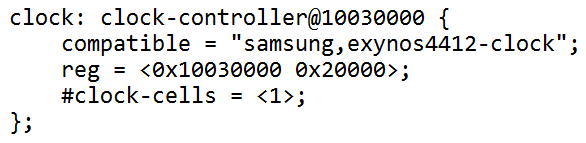 clock: clock-controller@10030000 {
    compatible = "samsung,exynos4412-clock";
    reg = <0x10030000 0x20000>;
    #clock-cells = <1>;
};